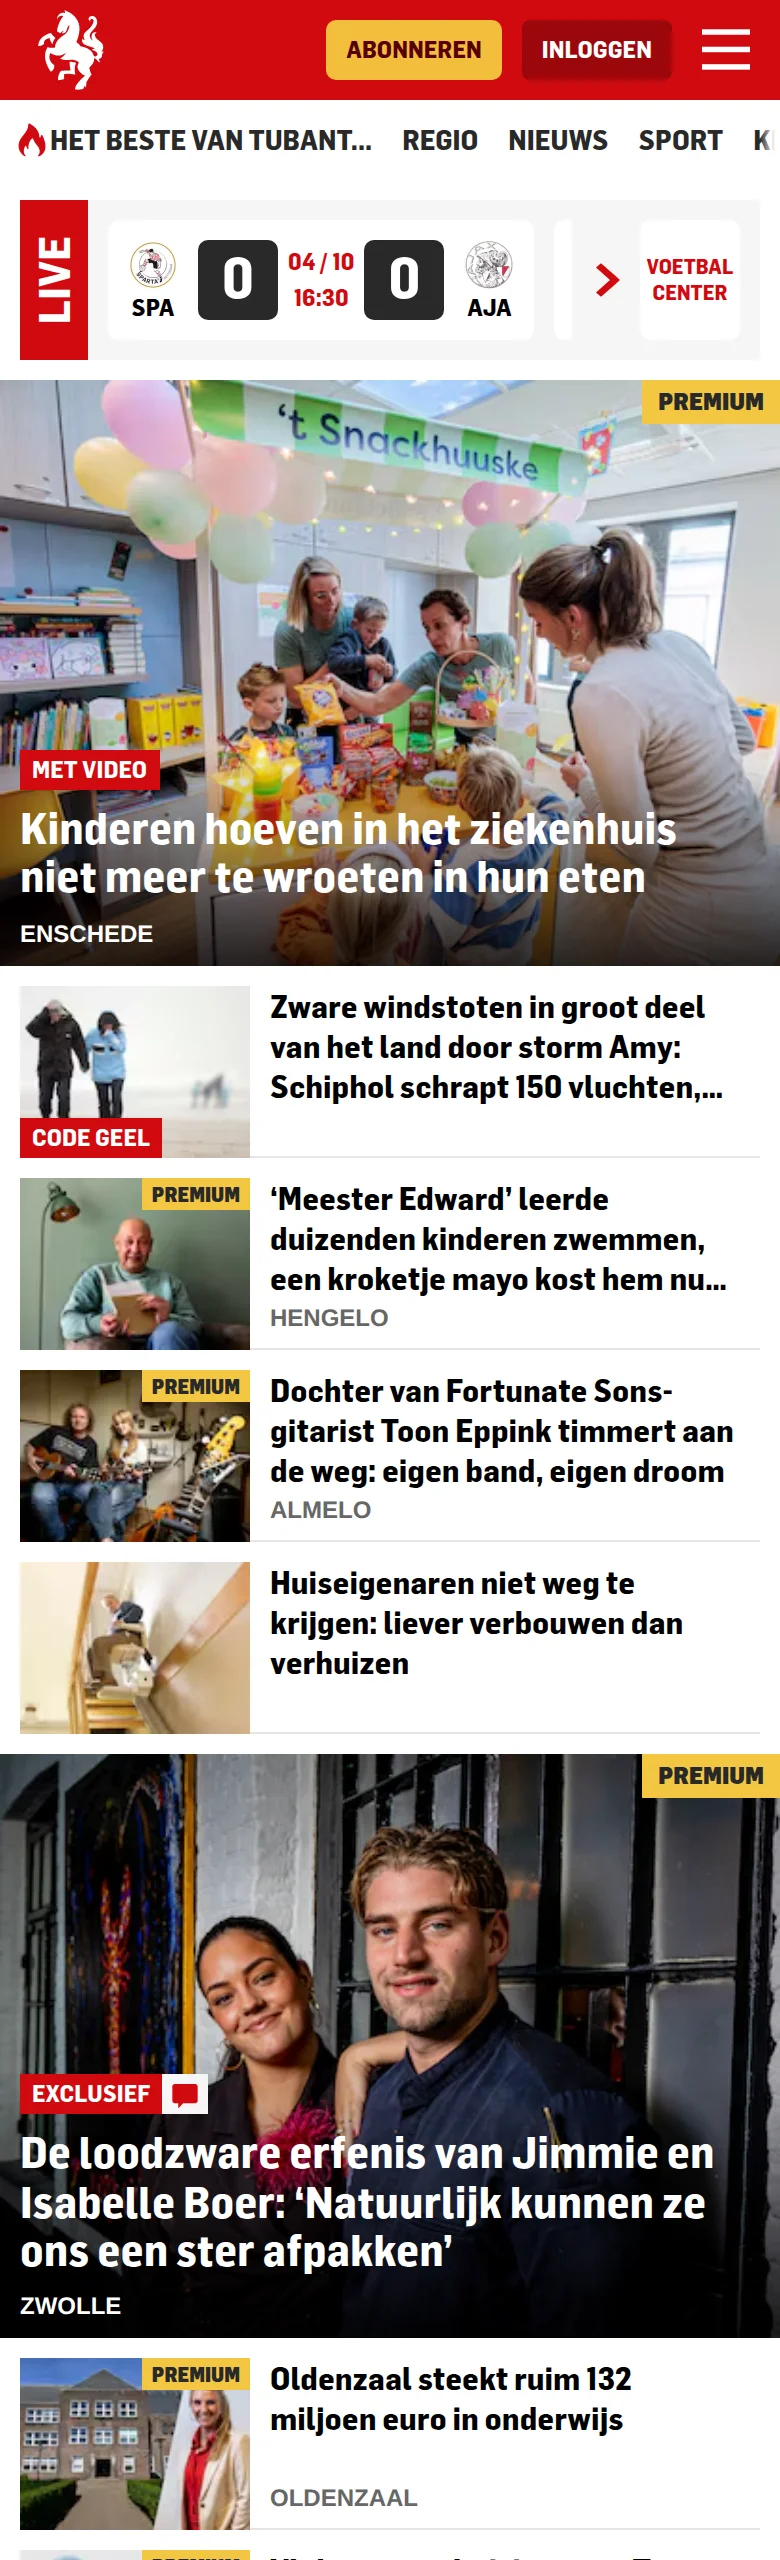 ABONNEREN
INLOGGEN
HET BESTE VAN TUBANT...
REGIO
NIEUWS
SPORT
LIVE
SPARTA
SPA
0
04 / 10
16:30
0
AJA
VOETBAL
CENTER
PREMIUM
't Snackhuuske
MET VIDEO
Kinderen hoeven in het ziekenhuis
niet meer te wroeten in hun eten
ENSCHEDE
Zware windstoten in groot deel
van het land door storm Amy:
Schiphol schrapt 150 vluchten,...
CODE GEEL
PREMIUM
‘Meester Edward’ leerde
duizenden kinderen zwemmen,
een kroketje mayo kost hem nu...
HENGELO
PREMIUM
Dochter van Fortunate Sons-
gitarist Toon Eppink timmert aan
de weg: eigen band, eigen droom
ALMELO
Huiseigenaren niet weg te
krijgen: liever verbouwen dan
verhuizen
PREMIUM
EXCLUSIEF
De loodzware erfenis van Jimmie en
Isabelle Boer: ‘Natuurlijk kunnen ze
ons een ster afpakken’
ZWOLLE
PREMIUM
Oldenzaal steekt ruim 132
miljoen euro in onderwijs
OLDENZAAL